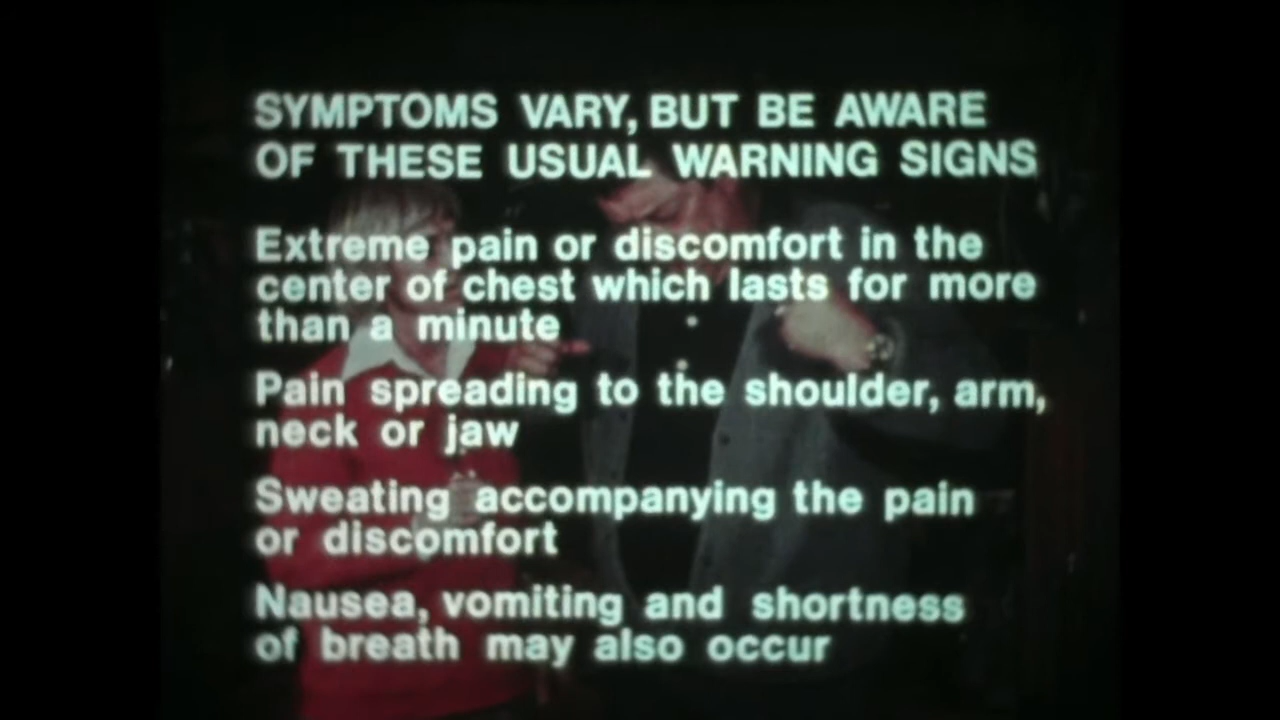 SYMPTOMS VARY, BUT BE AWARE
OF THESE USUAL WARNING SIGNS
Extreme pain or discomfort in the
center of chest which lasts for more
than a minute
Pain spreading to the shoulder, arm,
neck or jaw
Sweating accompanying the pain
or discomfort
Nausea, vomiting and shortness
of breath may also occur